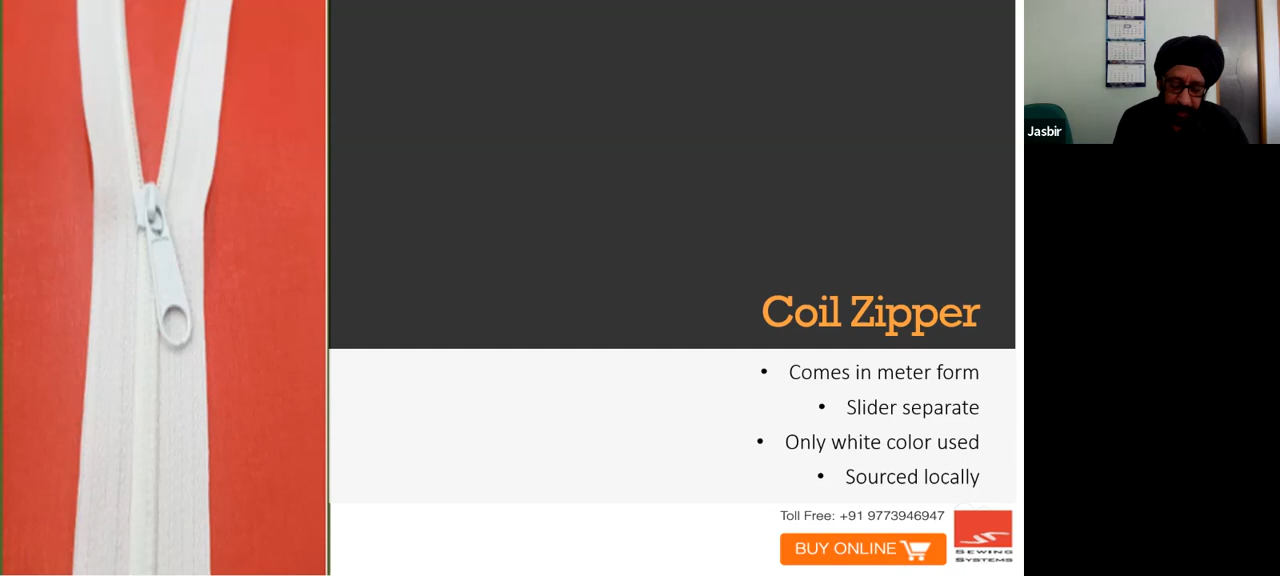 Coil Zipper
• Comes in meter form
• Slider separate
• Only white color used
• Sourced locally
Toll Free: +91 9773946947
BUY ONLINE
SEWING
SYSTEMS
Jasbir